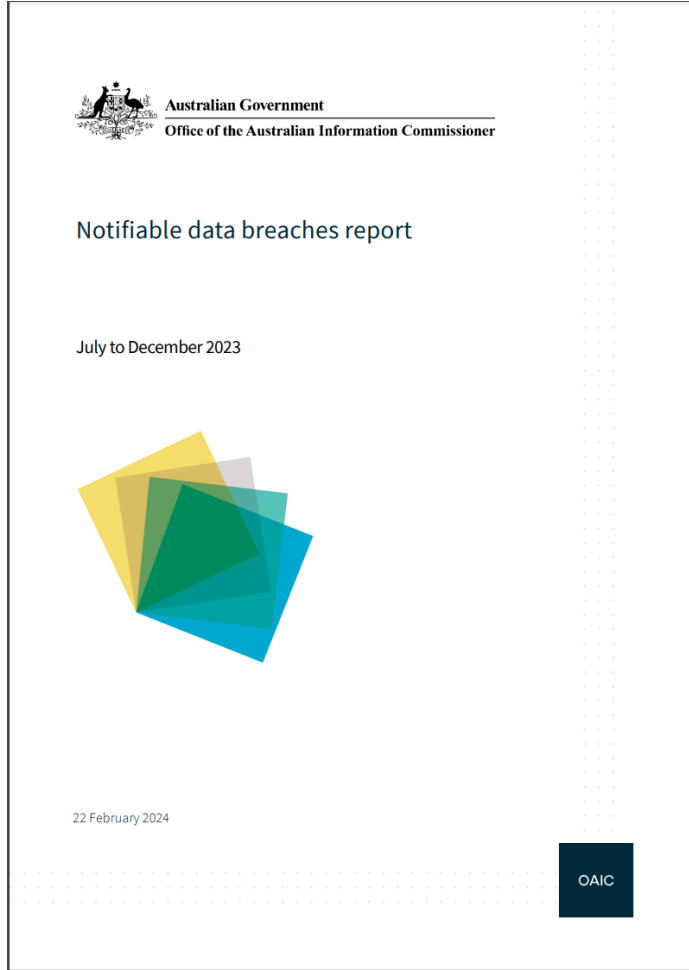 Australian Government
Office of the Australian Information Commissioner
Notifiable data breaches report
July to December 2023
22 February 2024
OAIC